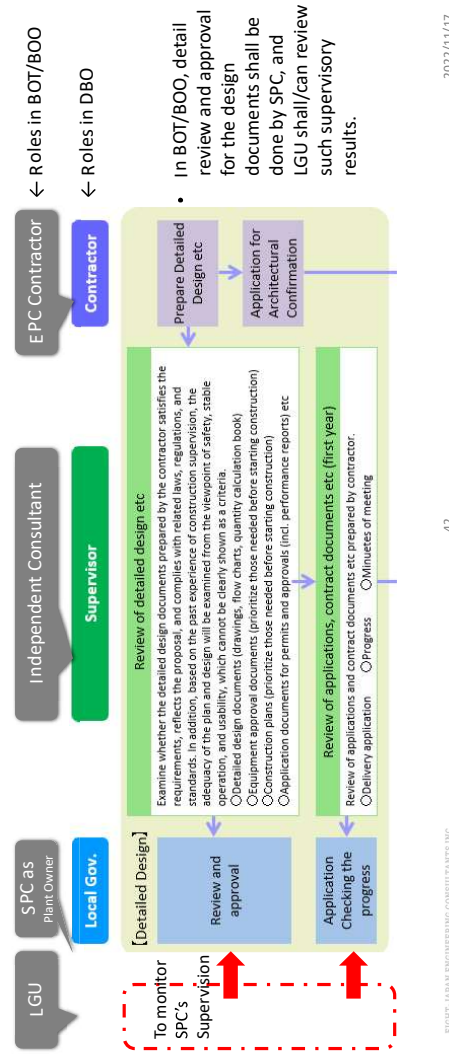 LGU
SPC as
Plant Owner
Independent Consultant
EPC Contractor
← Roles in BOT/BOO
Local Gov.
Supervisor
Contractor
← Roles in DBO
【Detailed Design】
To monitor
SPC's
Supervision
Review and
approval
Review of detailed design etc
Examine whether the detailed design documents prepared by the contractor satisfies the
requirements, reflects the proposal, and complies with related laws, regulations, and
standards. In addition, based on the past experience of construction supervision, the
adequacy of the plan and design will be examined from the viewpoint of safety, stable
operation, and usability, which cannot be clearly shown as a criteria.
○Detailed design documents (drawings, flow charts, quantity calculation book)
○Equipment approval documents (prioritize those needed before starting construction)
○Construction plans (prioritize those needed before starting construction)
○Application documents for permits and approvals (incl. performance reports) etc
Prepare Detailed
Design etc
Application for
Architectural
Confirmation
• In BOT/BOO, detail
review and approval
for the design
documents shall be
done by SPC, and
LGU shall/can review
such supervisory
results.
Application
Checking the
progress
Review of applications, contract documents etc (first year)
Review of applications and contract documents etc prepared by contractor.
○Delivery application ○Progress ○Minuetes of meeting
EIGHT-JAPAN ENGINEERING CONSULTANTS INC.
42
2022/11/17